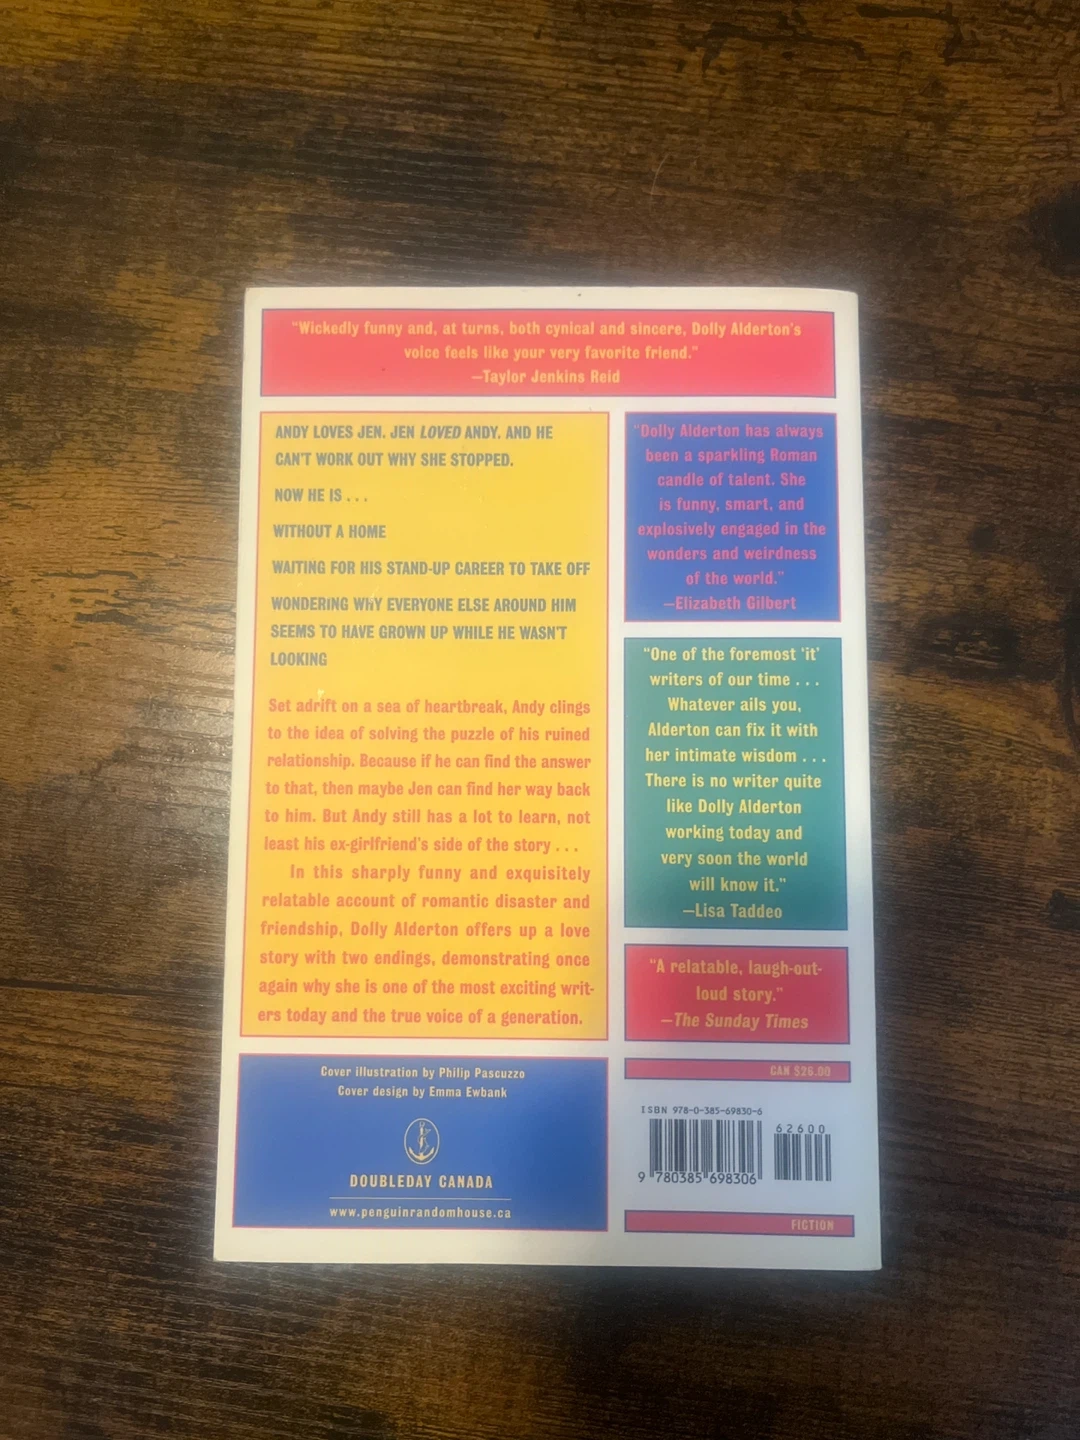 "Wickedly funny and, at turns, both cynical and sincere, Dolly Alderton's
voice feels like your very favorite friend."
—Taylor Jenkins Reid
ANDY LOVES JEN. JEN LOVED ANDY. AND HE
CAN'T WORK OUT WHY SHE STOPPED.
NOW HE IS . . .
WITHOUT A HOME
WAITING FOR HIS STAND-UP CAREER TO TAKE OFF
WONDERING WHY EVERYONE ELSE AROUND HIM
SEEMS TO HAVE GROWN UP WHILE HE WASN'T
LOOKING
Set adrift on a sea of heartbreak, Andy clings
to the idea of solving the puzzle of his ruined
relationship. Because if he can find the answer
to that, then maybe Jen can find her way back
to him. But Andy still has a lot to learn, not
least his ex-girlfriend's side of the story . . .
In this sharply funny and exquisitely
relatable account of romantic disaster and
friendship, Dolly Alderton offers up a love
story with two endings, demonstrating once
again why she is one of the most exciting writ-
ers today and the true voice of a generation.
"Dolly Alderton has always
been a sparkling Roman
candle of talent. She
is funny, smart, and
explosively engaged in the
wonders and weirdness
of the world."
—Elizabeth Gilbert
"One of the foremost 'it'
writers of our time . . .
Whatever ails you,
Alderton can fix it with
her intimate wisdom . . .
There is no writer quite
like Dolly Alderton
working today and
very soon the world
will know it."
—Lisa Taddeo
"A relatable, laugh-out-
loud story."
—The Sunday Times
Cover illustration by Philip Pascuzzo
Cover design by Emma Ewbank
DOUBLEDAY CANADA
www.penguinrandomhouse.ca
CAN $26.00
ISBN 978-0-385-69830-6
62600
9 780385 698306
FICTION